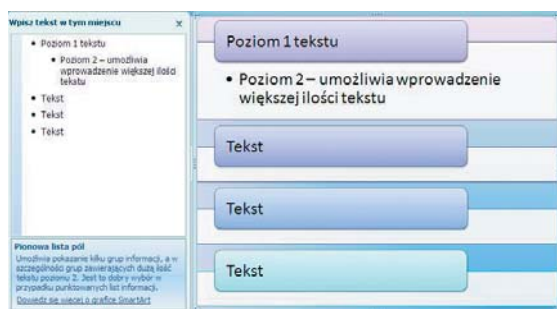 Wpisz tekst w tym miejscu
x
• Poziom 1 tekstu
• Poziom 2 – umożliwia
wprowadzenie większej ilości
tekstu
• Tekst
• Tekst
• Tekst
Pionowa lista pól
Umożliwia pokazanie kilku grup informacji, a w
szczególności grup zawierających dużą ilość
tekstu poziomu 2. Jest to dobry wybór w
przypadku punktowanych list informacji.
Dowiedz się więcej o grafice SmartArt
Poziom 1 tekstu
• Poziom 2 – umożliwia wprowadzenie
większej ilości tekstu
Tekst
Tekst
Tekst